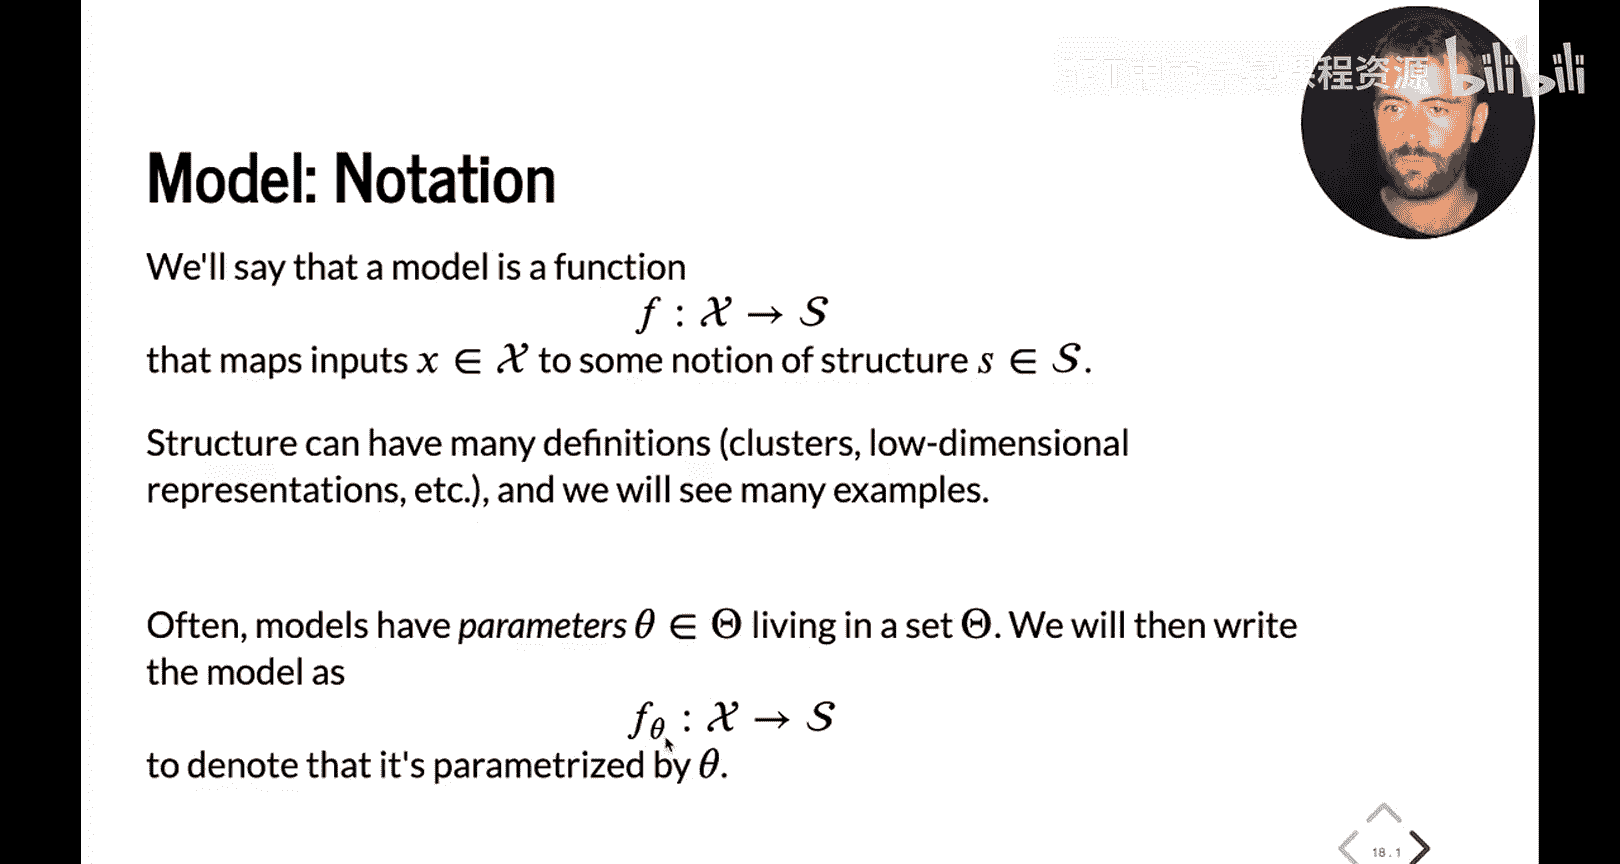 程资源 bilibili
Model: Notation
We'll say that a model is a function
f : 𝒳 → 𝒮
that maps inputs x ∈ 𝒳 to some notion of structure s ∈ 𝒮.
Structure can have many definitions (clusters, low-dimensional
representations, etc.), and we will see many examples.
Often, models have parameters θ ∈ Θ living in a set Θ. We will then write
the model as
f_θ : 𝒳 → 𝒮
to denote that it's parametrized by θ.
18.1